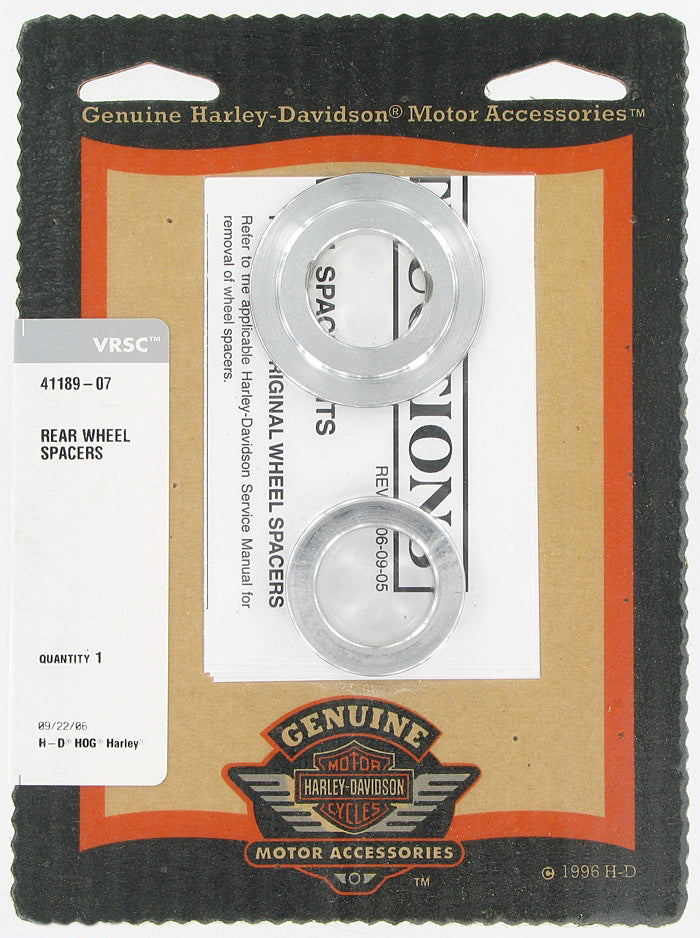 Genuine Harley-Davidson® Motor Accessories™
VRSC™
41189-07
REAR WHEEL
SPACERS
QUANTITY 1
09/22/06
H-D® HOG® Harley®
REV 06-09-05
ORIGINAL WHEEL SPACERS
Refer to the applicable Harley-Davidson Service Manual for
removal of wheel spacers.
GENUINE
MOTOR
HARLEY-DAVIDSON
CYCLES
MOTOR ACCESSORIES
™
© 1996 H-D